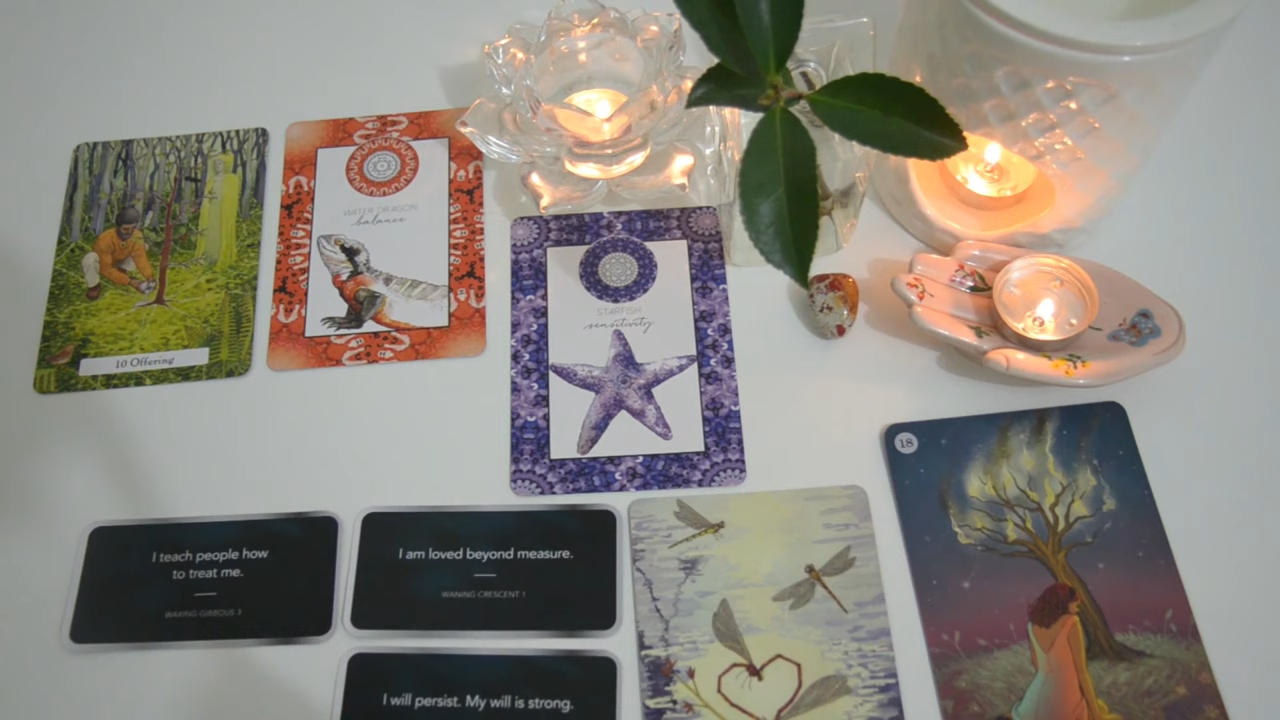 10 Offering
WATER DRAGON
balance
STARFISH
sensitivity
18
I teach people how
to treat me.
WAXING GIBBOUS 3
I am loved beyond measure.
WANING CRESCENT 1
I will persist. My will is strong.